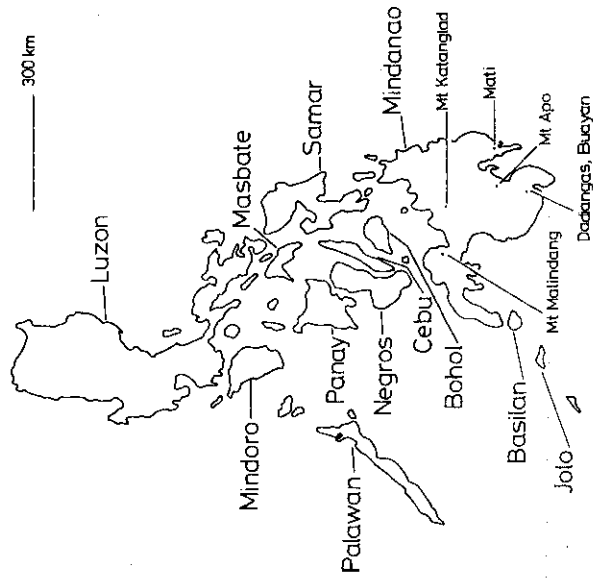 300 km
Luzon
Masbate
Samar
Mindoro
Mindanao
Mt Katanglad
Mati
Panay
Negros
Cebu
Palawan
Bohol
Mt Apo
Mt Malindang
Dadangas, Buayan
Basilan
Jolo